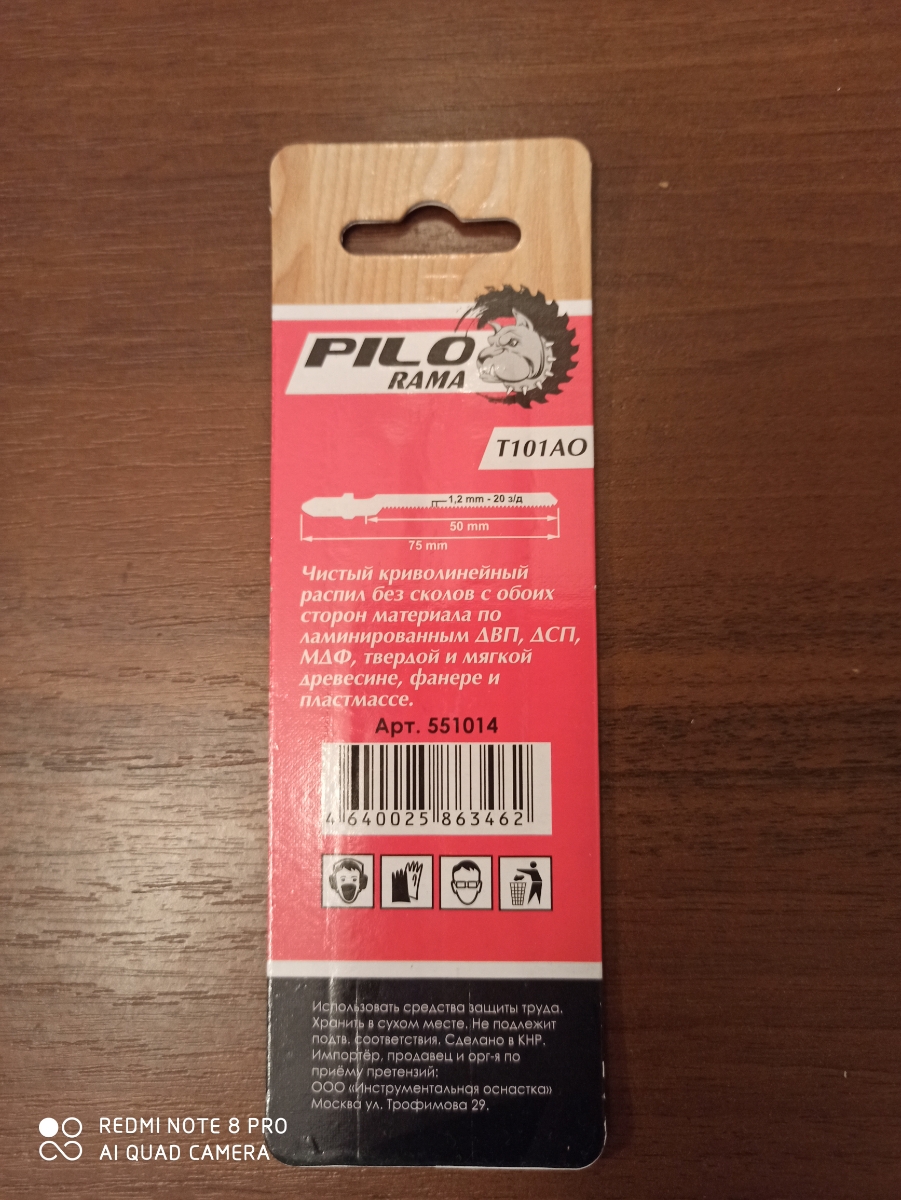 PILO
RAMA
T101AO
1,2 mm - 20 з/д
50 mm
75 mm
Чистый криволинейный
распил без сколов с обоих
сторон материала по
ламинированным ДВП, ДСП,
МДФ, твердой и мягкой
древесине, фанере и
пластмассе.
Арт. 551014
4 640025 863462
Использовать средства защиты труда.
Хранить в сухом месте. Не подлежит
подтв. соответствия. Сделано в КНР.
Импортёр, продавец и орг-я по
приёму претензий:
ООО «Инструментальная оснастка»
Москва ул. Трофимова 29.
REDMI NOTE 8 PRO
AI QUAD CAMERA